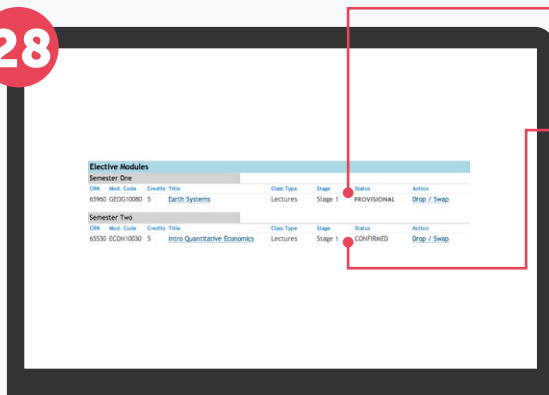 28
Elective Modules
Semester One
CRN Mod. Code Credits Title Class Type Stage Status Action
65960 GEOG10080 5 Earth Systems Lectures Stage 1 PROVISIONAL Drop / Swap
Semester Two
CRN Mod. Code Credits Title Class Type Stage Status Action
65530 ECON10030 5 Intro Quantitative Economics Lectures Stage 1 CONFIRMED Drop / Swap